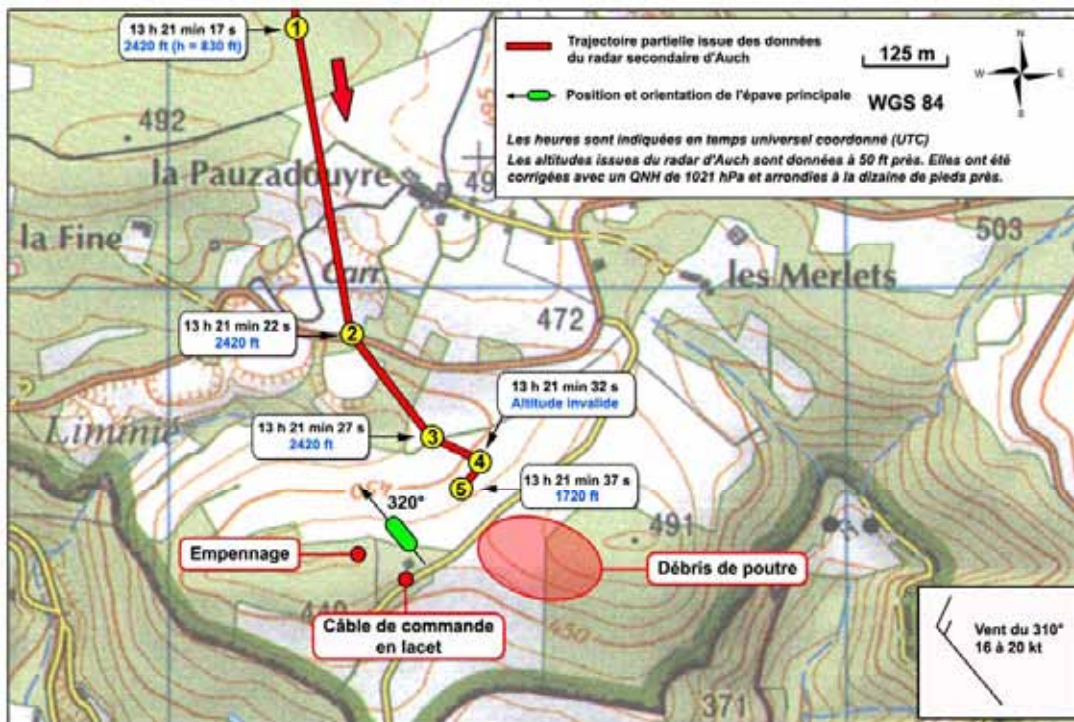 13 h 21 min 17 s
2420 ft (h = 830 ft)
1
Trajectoire partielle issue des données
du radar secondaire d'Auch
125 m
N
W
E
S
Position et orientation de l'épave principale
WGS 84
Les heures sont indiquées en temps universel coordonné (UTC)
Les altitudes issues du radar d'Auch sont données à 50 ft près. Elles ont été
corrigées avec un QNH de 1021 hPa et arrondies à la dizaine de pieds près.
492
495
la Pauzadouyre
la Fine
503
Carr.
les Merlets
13 h 21 min 22 s
2420 ft
2
472
13 h 21 min 32 s
Altitude invalide
Liminié
13 h 21 min 27 s
2420 ft
3
4
5
13 h 21 min 37 s
1720 ft
450
320°
491
Empennage
Débris de poutre
440
Câble de commande
en lacet
450
Vent du 310°
16 à 20 kt
371